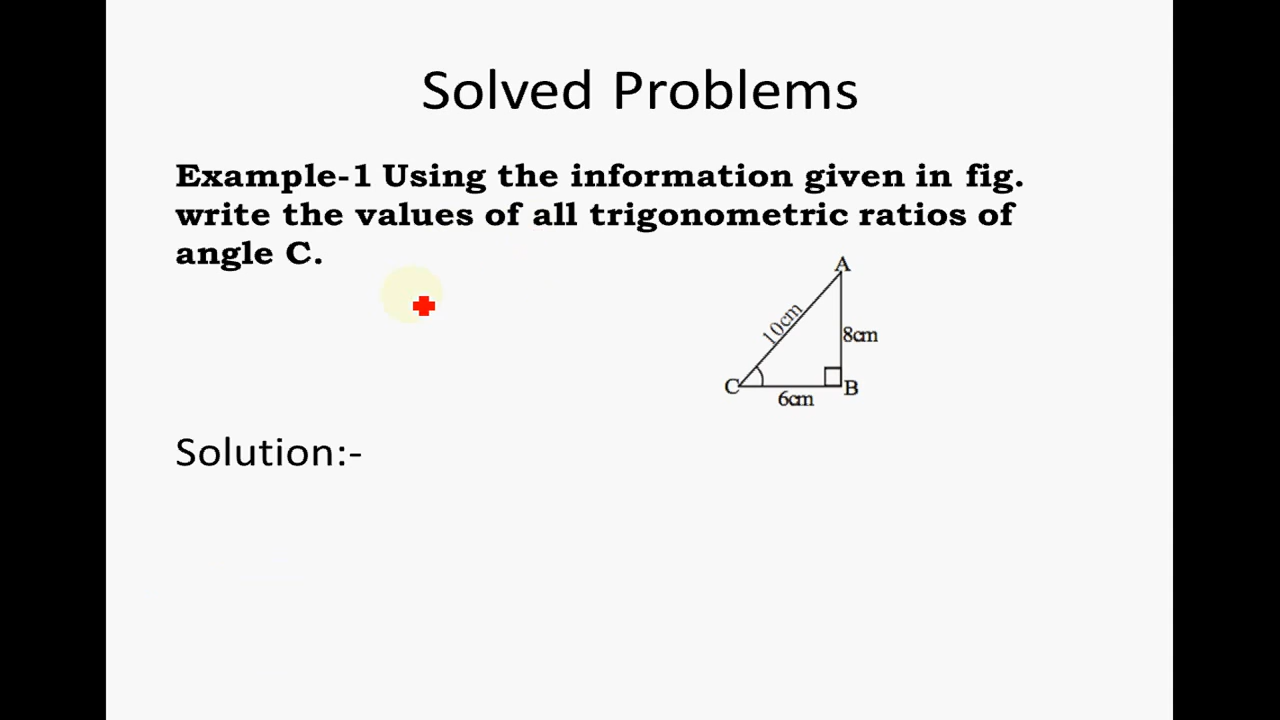 Solved Problems
Example-1 Using the information given in fig.
write the values of all trigonometric ratios of
angle C.
A
10cm
8cm
C
B
6cm
Solution:-